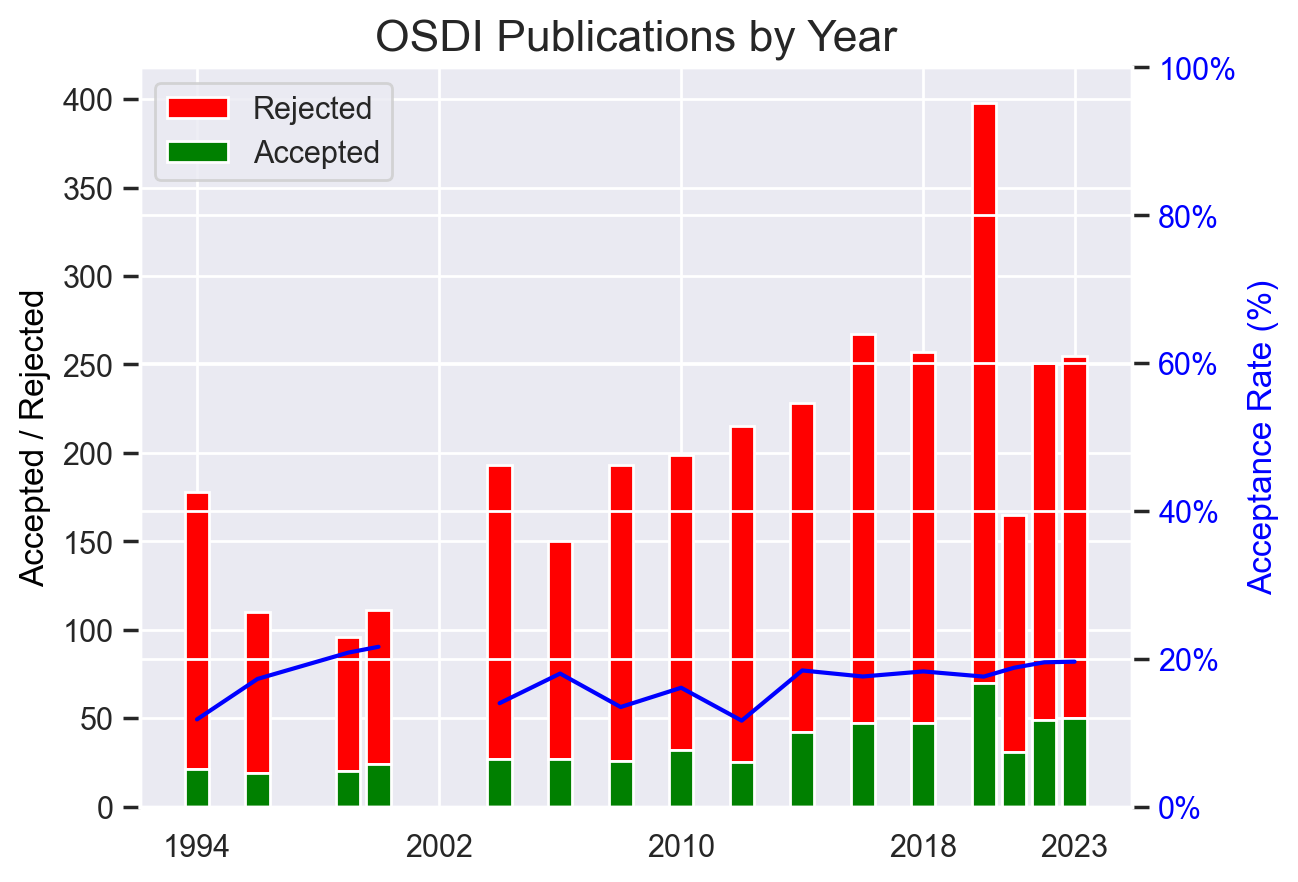 OSDI Publications by Year
Rejected
Accepted
Accepted / Rejected
400
350
300
250
200
150
100
50
0
100%
80%
60%
40%
20%
0%
Acceptance Rate (%)
1994 2002 2010 2018 2023